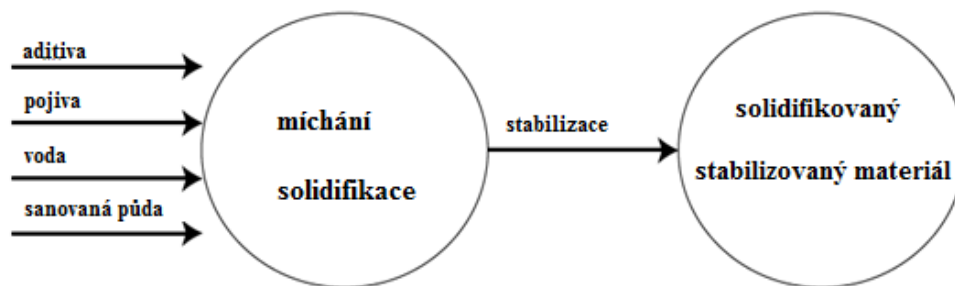 aditiva
pojiva
voda
sanovaná půda
míchání
solidifikace
stabilizace
solidifikovaný
stabilizovaný materiál